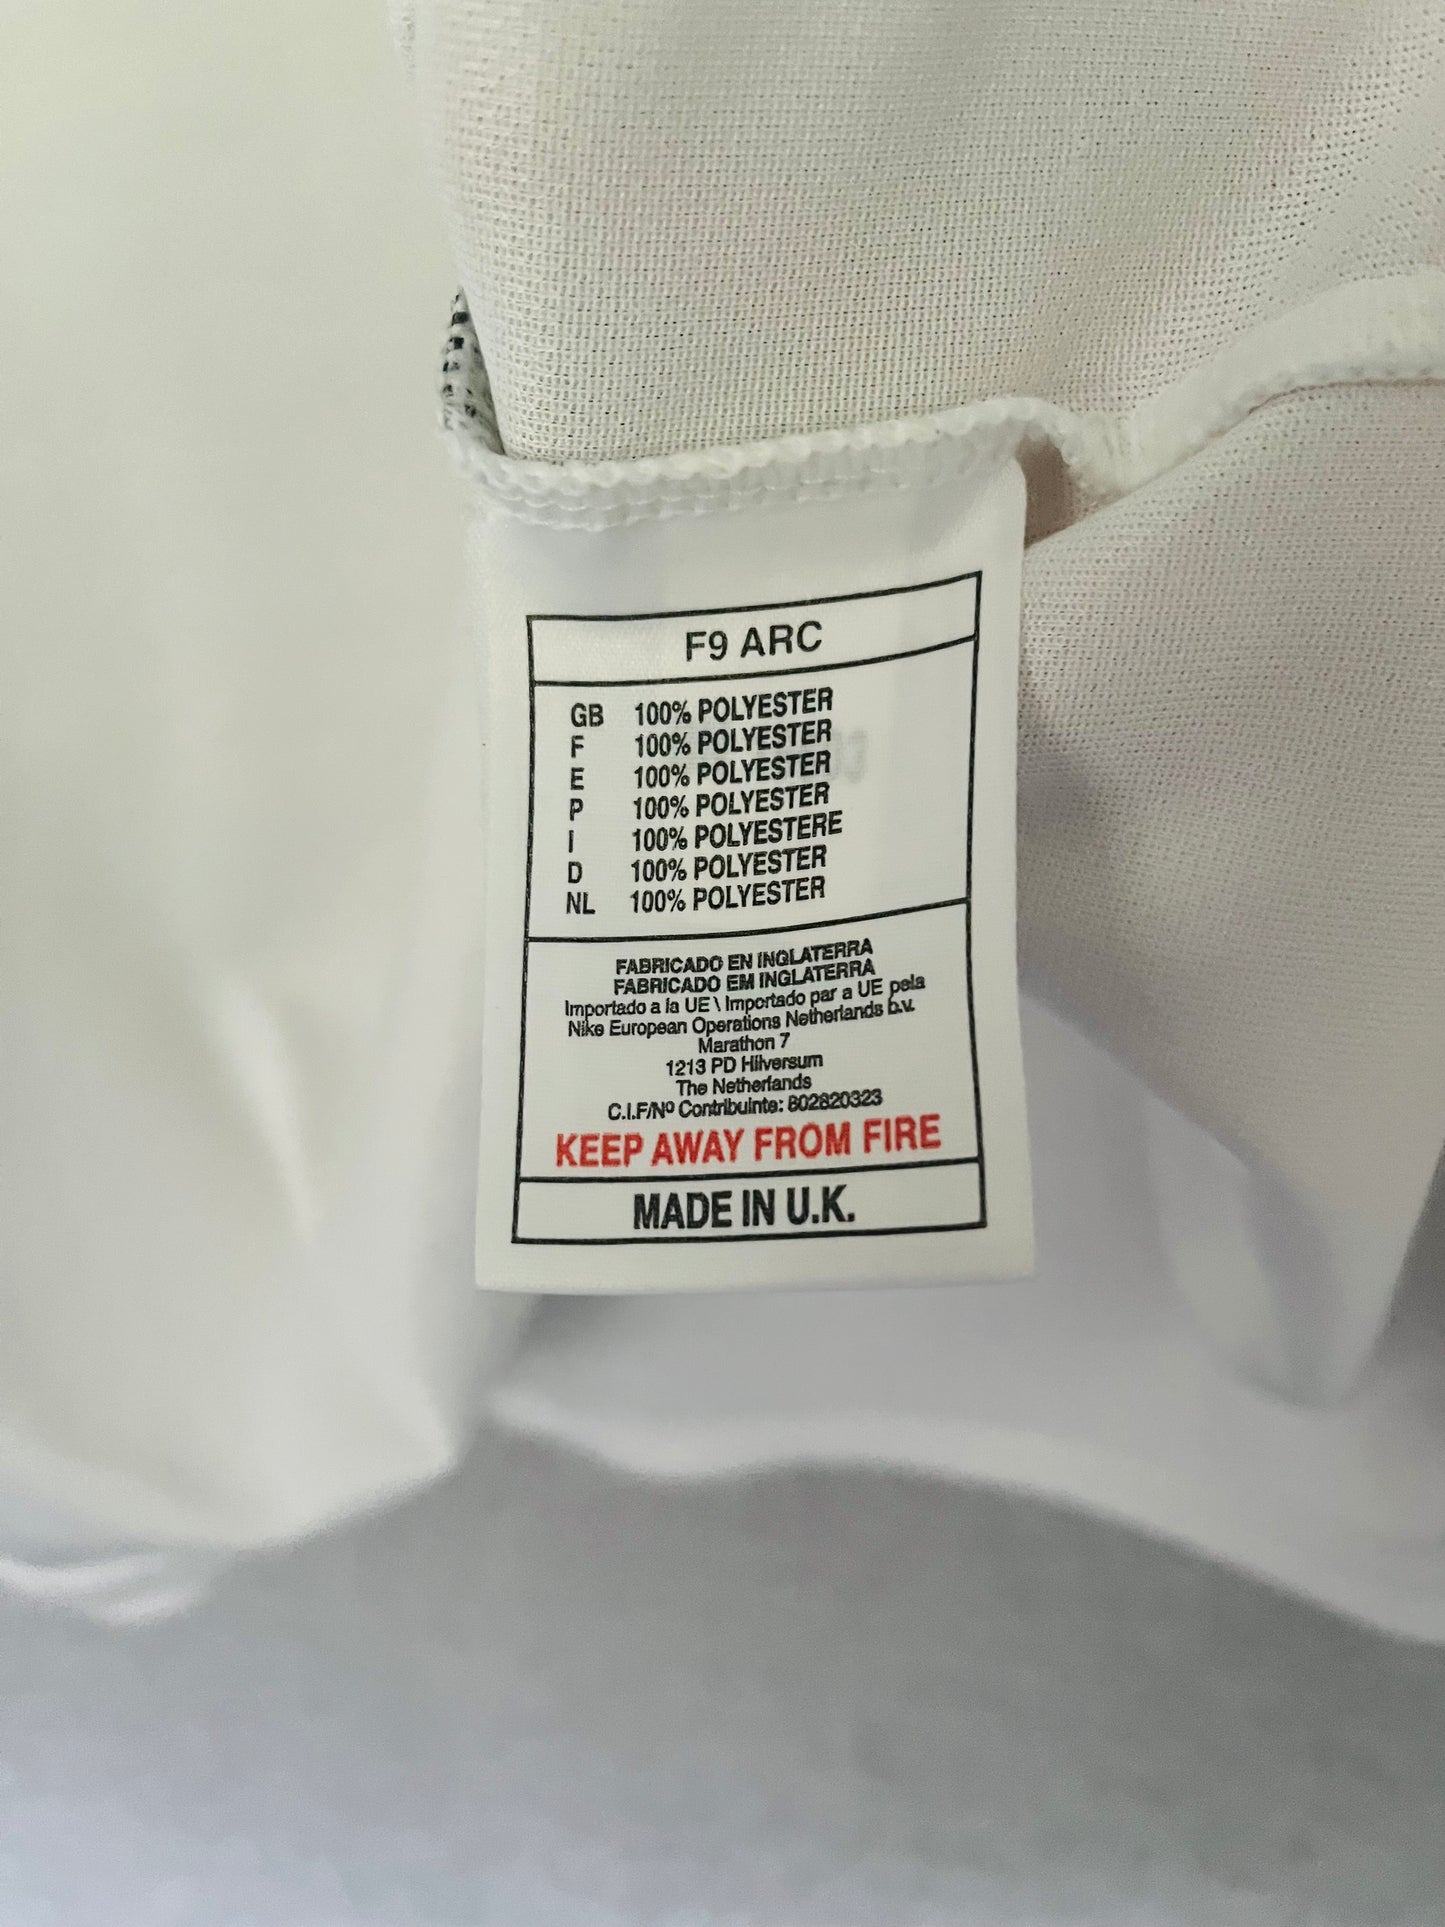 F9 ARC
GB 100% POLYESTER
F 100% POLYESTER
E 100% POLYESTER
P 100% POLYESTER
I 100% POLYESTERE
D 100% POLYESTER
NL 100% POLYESTER
FABRICADO EN INGLATERRA
FABRICADO EM INGLATERRA
Importado a la UE \ Importado par a UE pela
Nike European Operations Netherlands b.v.
Marathon 7
1213 PD Hilversum
The Netherlands
C.I.F/Nº Contribuinte: 802820323
KEEP AWAY FROM FIRE
MADE IN U.K.